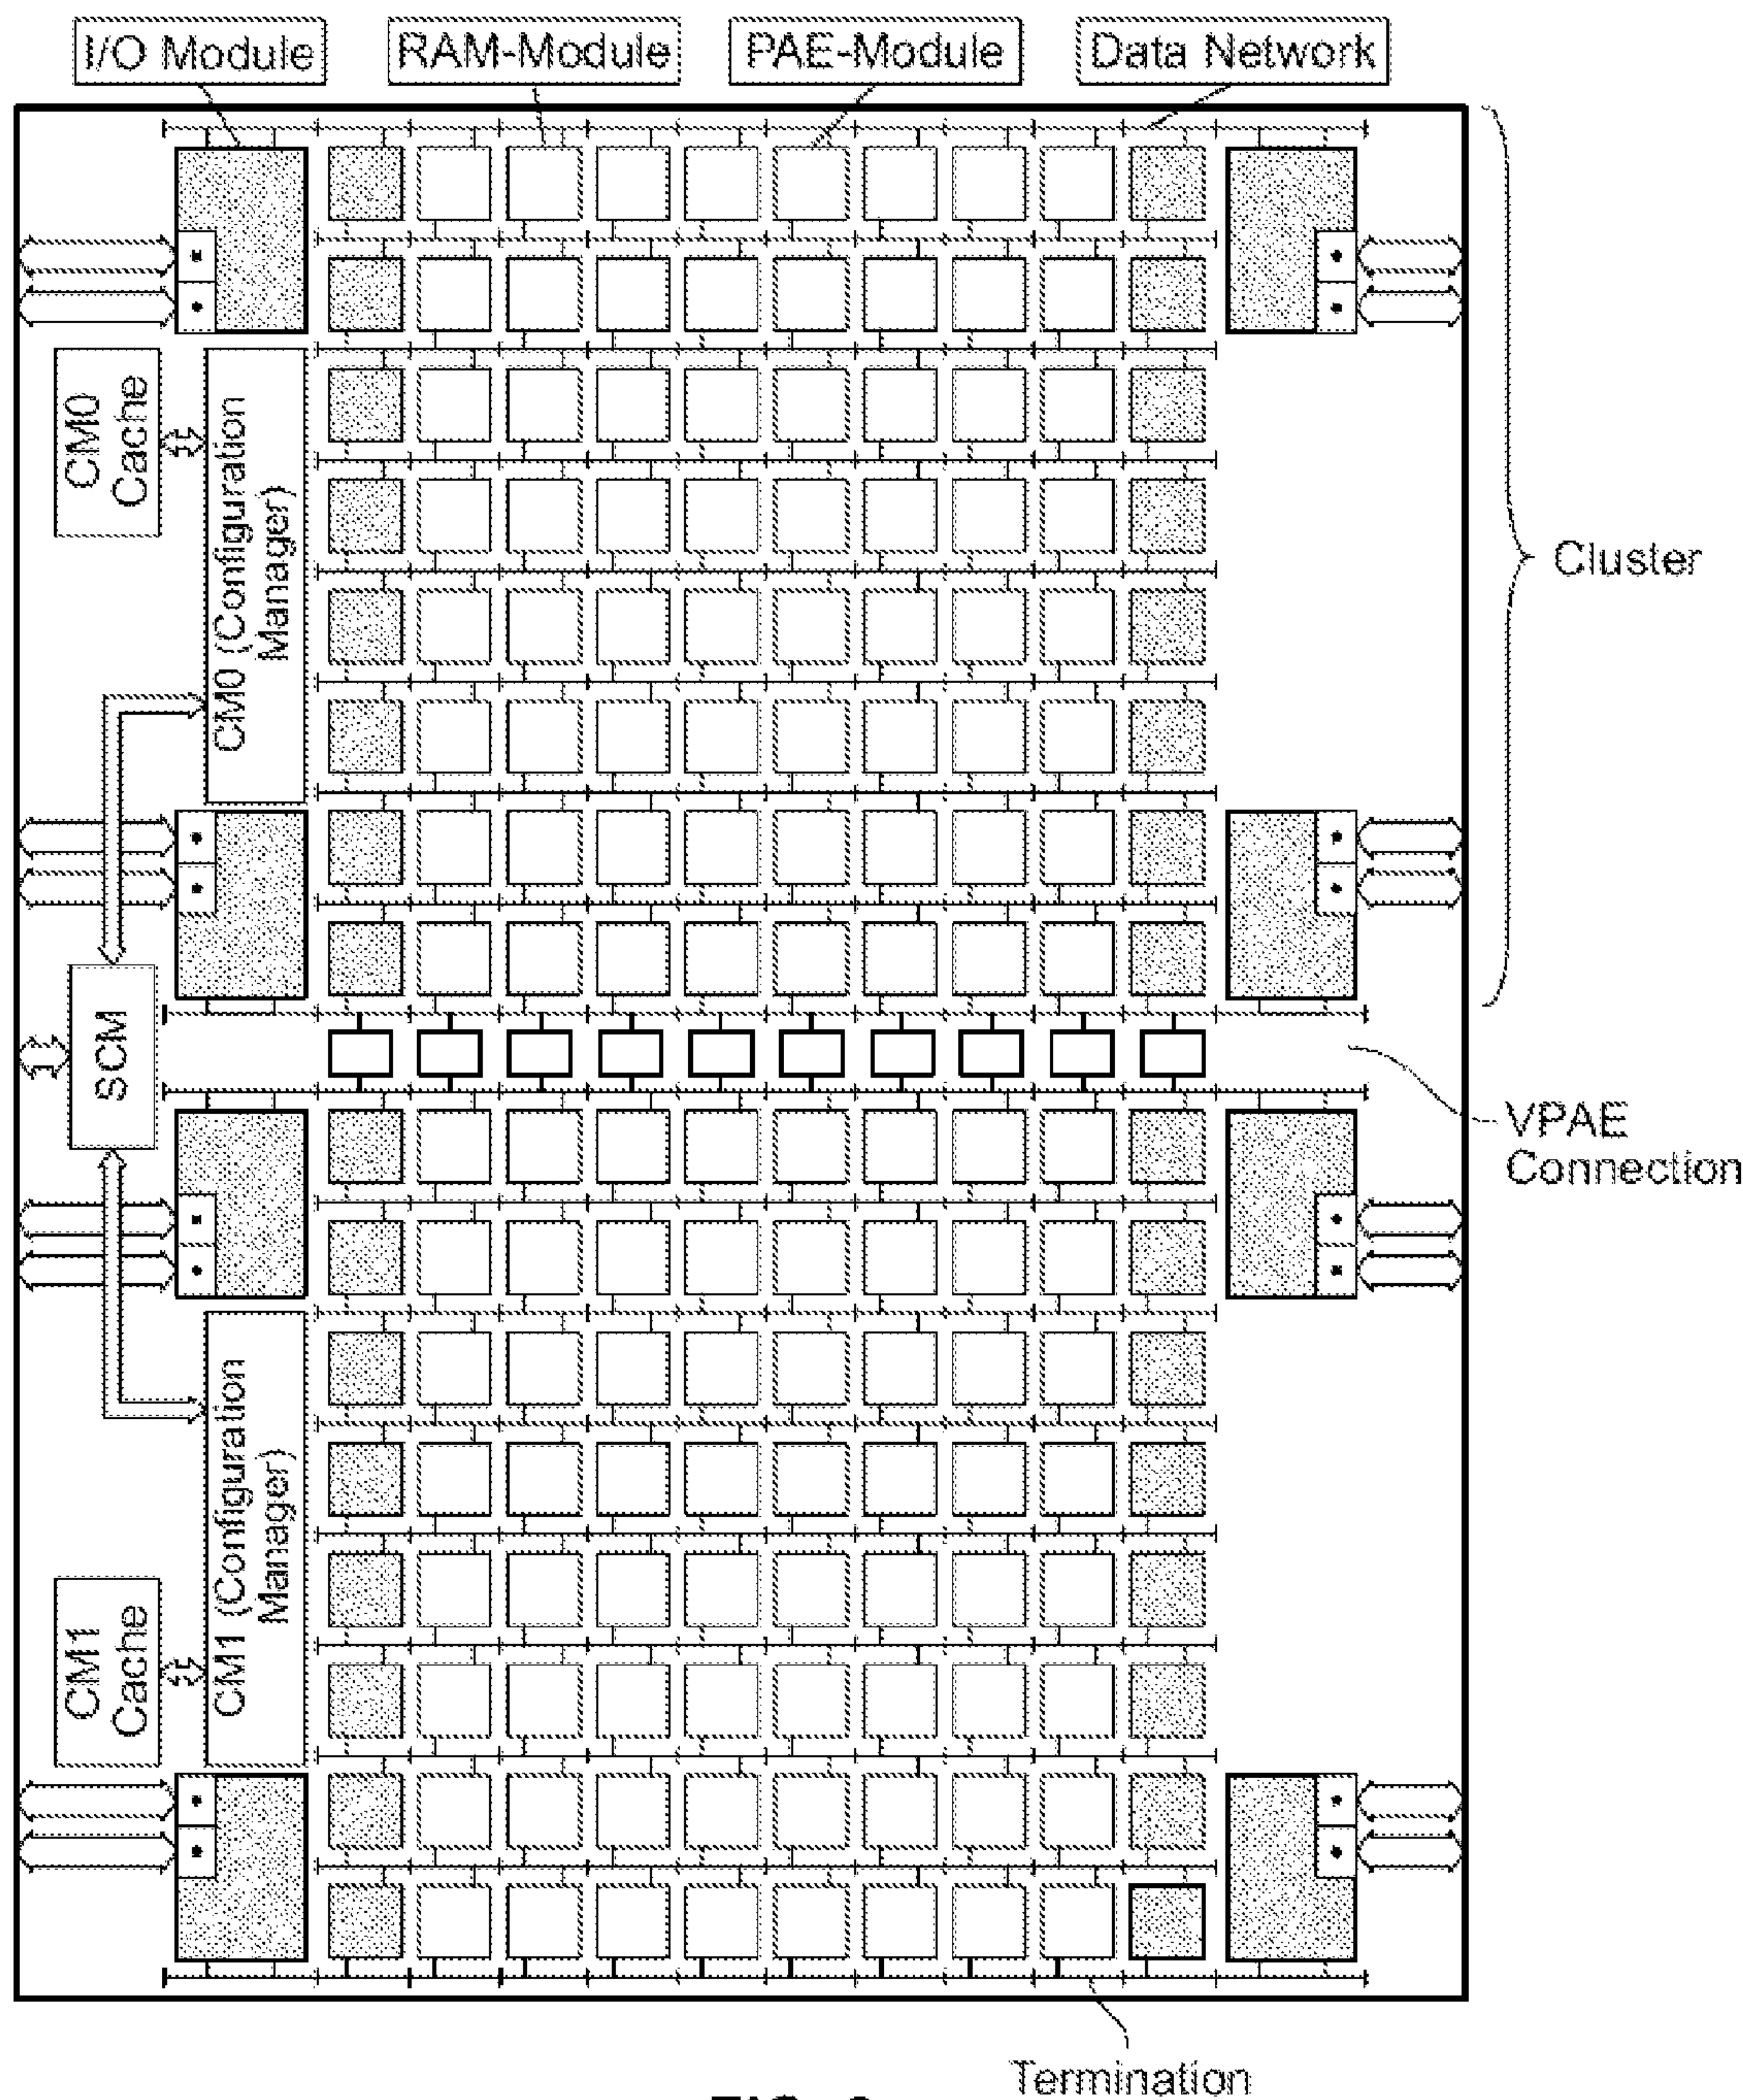 I/O Module
RAM-Module
PAE-Module
Data Network
CM0
Cache
CM0 (Configuration
Manager)
Cluster
SCM
VPAE
Connection
CM1 (Configuration
Manager)
CM1
Cache
Termination